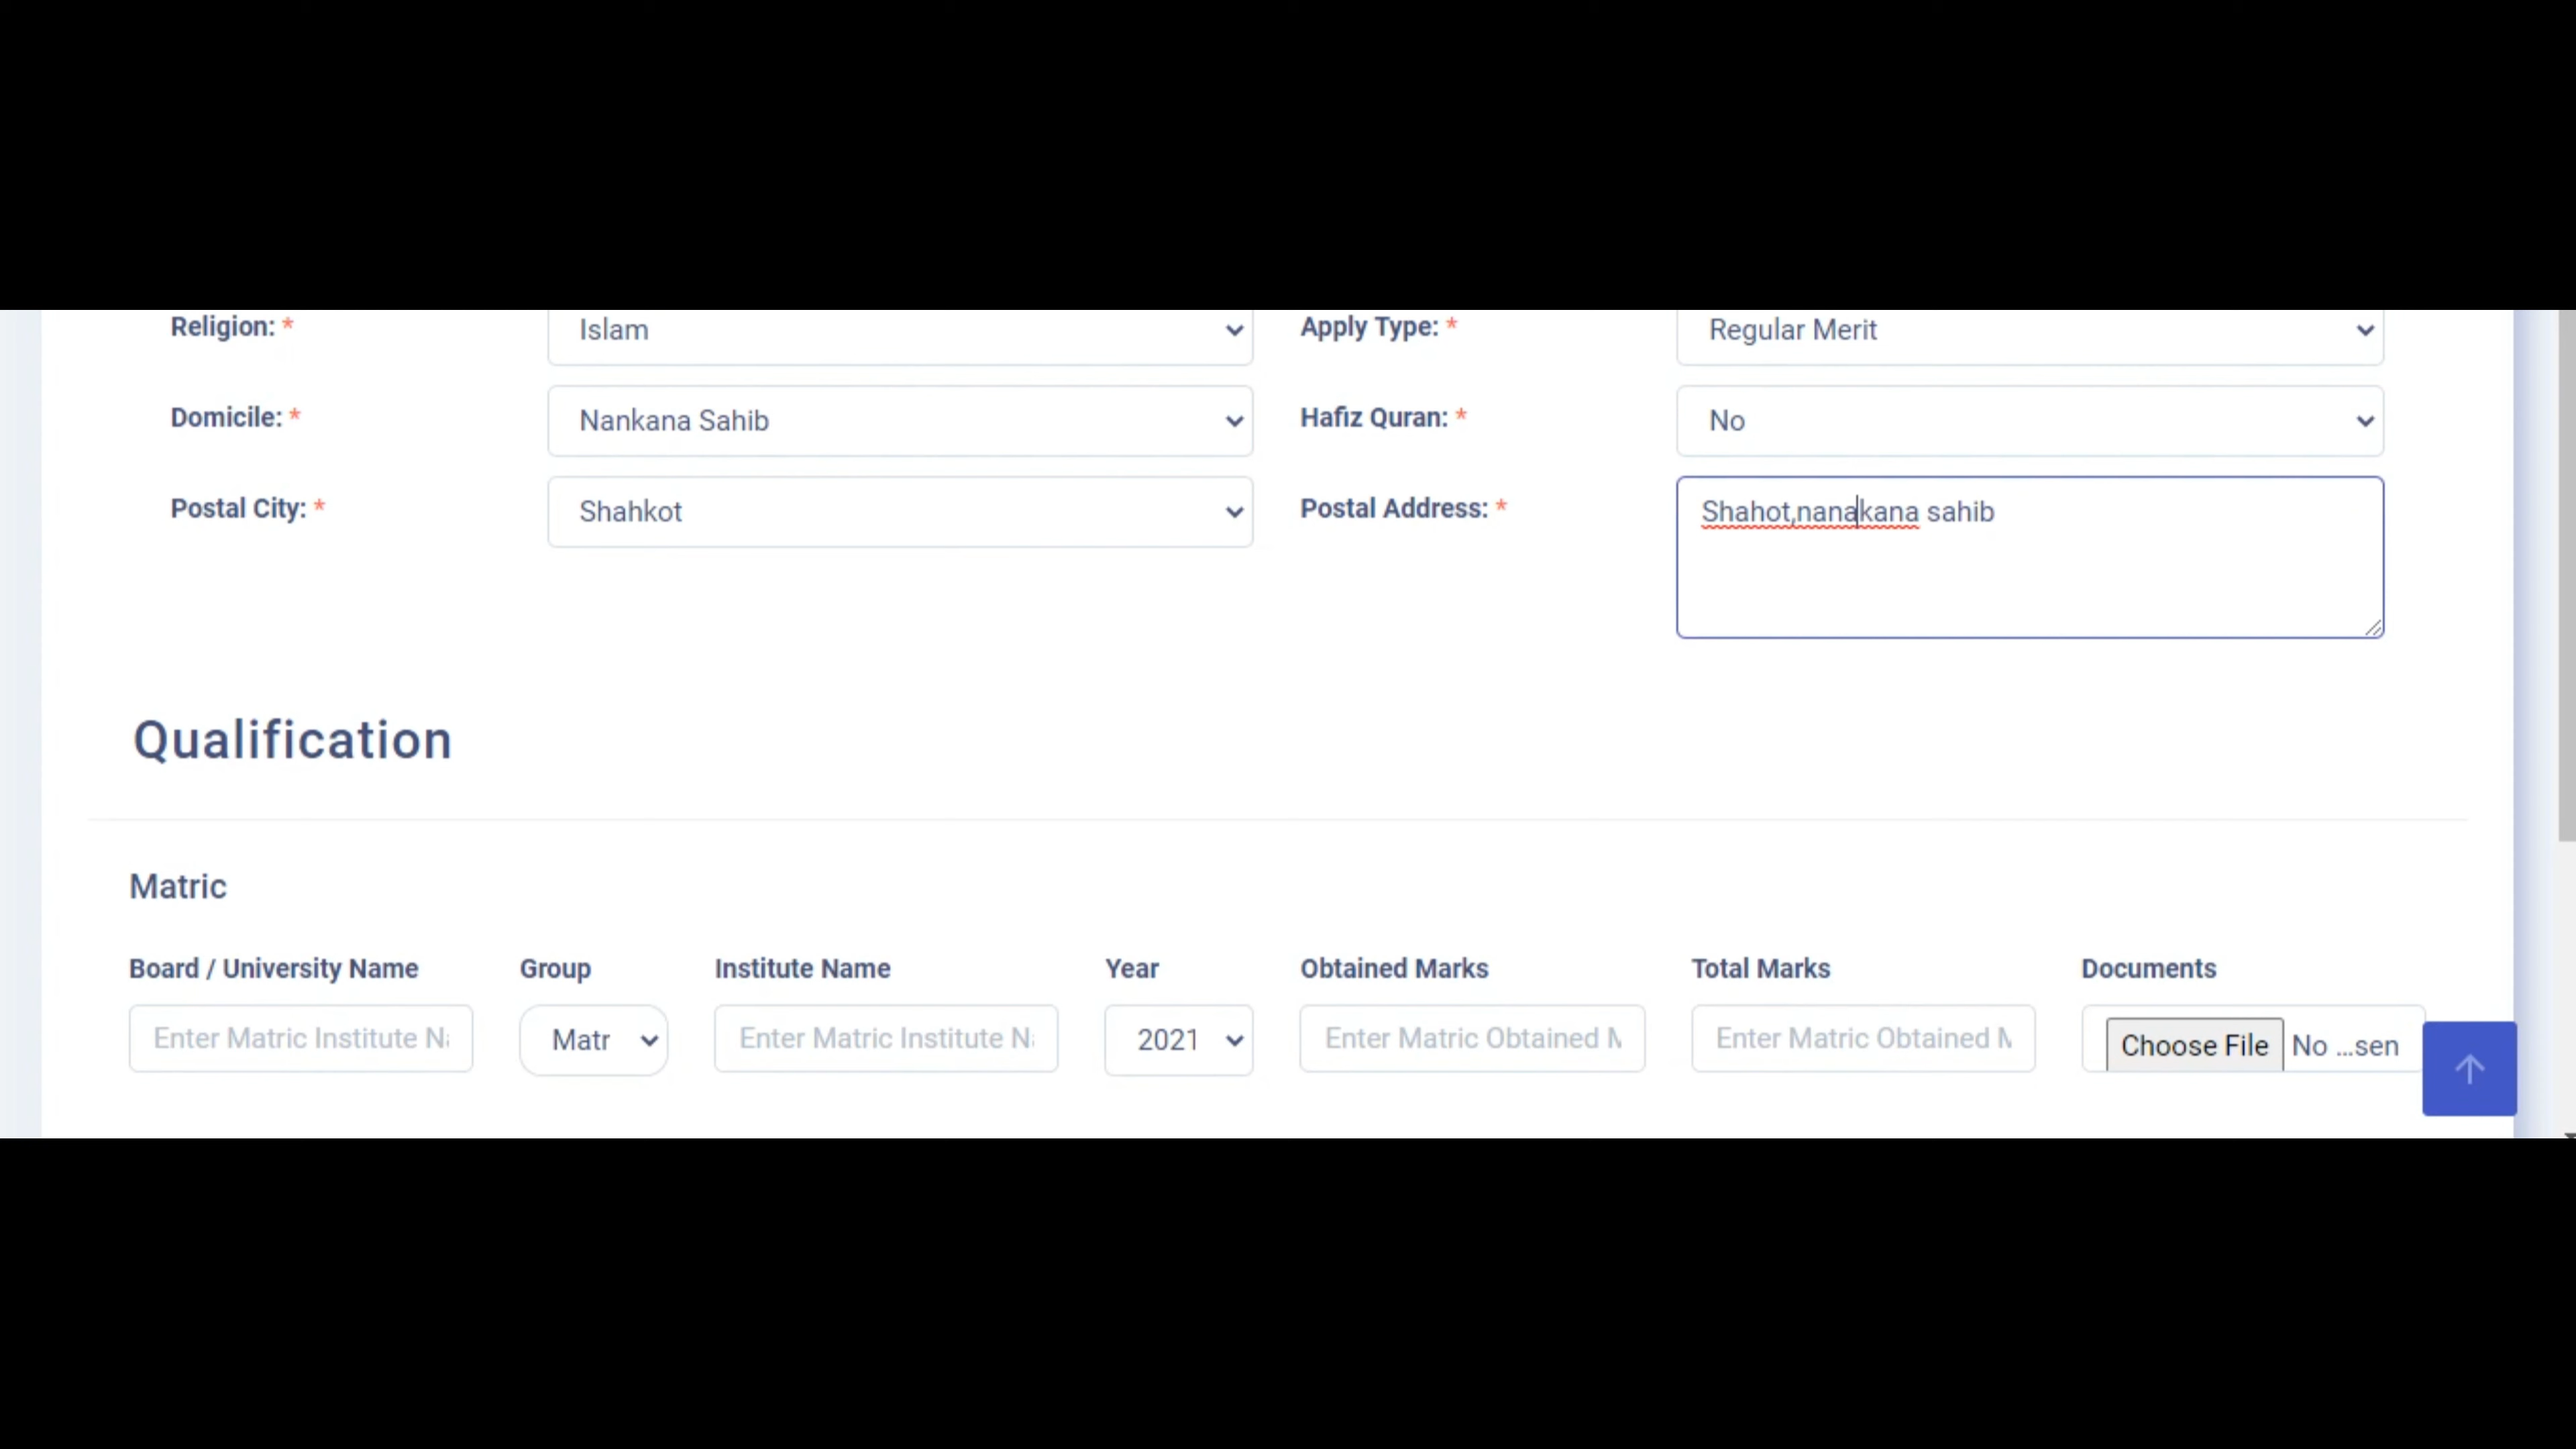 Religion: * Islam Apply Type: * Regular Merit
Domicile: * Nankana Sahib Hafiz Quran: * No
Postal City: * Shahkot Postal Address: * Shahot,nanakana sahib
Qualification
Matric
Board / University Name Group Institute Name Year Obtained Marks Total Marks Documents
Enter Matric Institute Na Matr Enter Matric Institute Na 2021 Enter Matric Obtained M Enter Matric Obtained M Choose File No ...sen